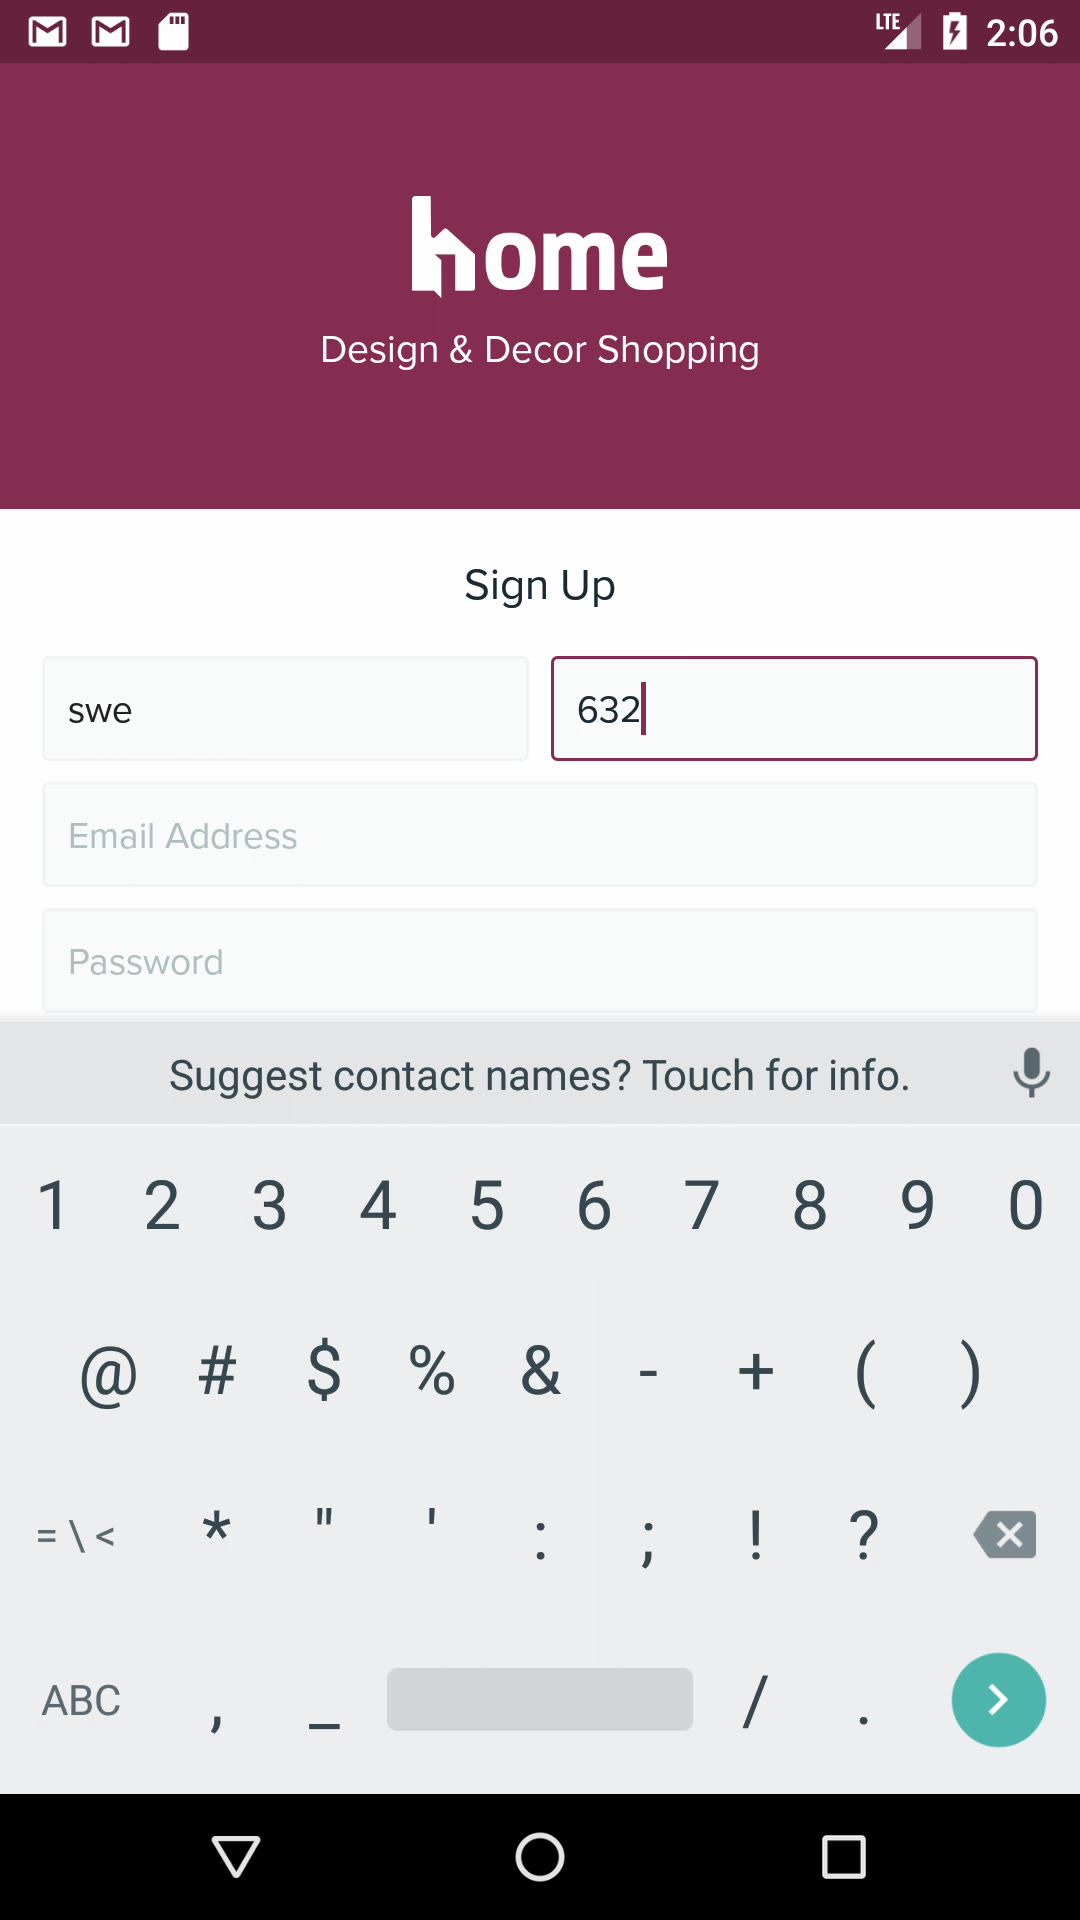 LTE 2:06
home
Design & Decor Shopping
Sign Up
swe 632
Email Address
Password
Suggest contact names? Touch for info.
1 2 3 4 5 6 7 8 9 0
@ # $ % & - + ( )
= \ < * " ' : ; ! ?
ABC , _ / .